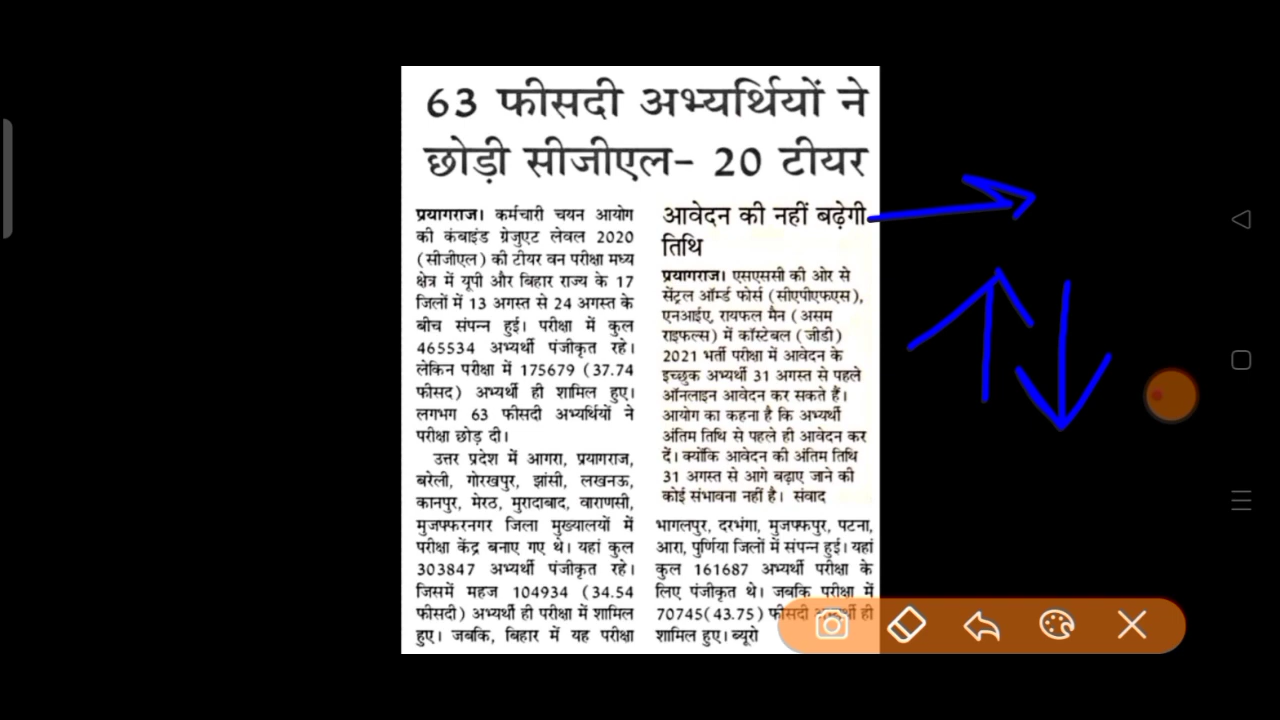 63 फीसदी अभ्यर्थियों ने
छोड़ी सीजीएल- 20 टीयर
प्रयागराज। कर्मचारी चयन आयोग
की कंबाइंड ग्रेजुएट लेवल 2020
(सीजीएल) की टीयर वन परीक्षा मध्य
क्षेत्र में यूपी और बिहार राज्य के 17
जिलों में 13 अगस्त से 24 अगस्त के
बीच संपन्न हुई। परीक्षा में कुल
465534 अभ्यर्थी पंजीकृत रहे।
लेकिन परीक्षा में 175679 (37.74
फीसद) अभ्यर्थी ही शामिल हुए।
लगभग 63 फीसदी अभ्यर्थियों ने
परीक्षा छोड़ दी।
उत्तर प्रदेश में आगरा, प्रयागराज,
बरेली, गोरखपुर, झांसी, लखनऊ,
कानपुर, मेरठ, मुरादाबाद, वाराणसी,
मुजफ्फरनगर जिला मुख्यालयों में
परीक्षा केंद्र बनाए गए थे। यहां कुल
303847 अभ्यर्थी पंजीकृत रहे।
जिसमें महज 104934 (34.54
फीसदी) अभ्यर्थी ही परीक्षा में शामिल
हुए। जबकि, बिहार में यह परीक्षा
आवेदन की नहीं बढ़ेगी
तिथि
प्रयागराज। एसएससी की ओर से
सेंट्रल ऑर्म्ड फोर्स (सीएपीएफएस),
एनआईए, रायफल मैन (असम
राइफल्स) में कॉस्टेबल (जीडी)
2021 भर्ती परीक्षा में आवेदन के
इच्छुक अभ्यर्थी 31 अगस्त से पहले
ऑनलाइन आवेदन कर सकते हैं।
आयोग का कहना है कि अभ्यर्थी
अंतिम तिथि से पहले ही आवेदन कर
दें। क्योंकि आवेदन की अंतिम तिथि
31 अगस्त से आगे बढ़ाए जाने की
कोई संभावना नहीं है। संवाद
भागलपुर, दरभंगा, मुजफ्फपुर, पटना,
आरा, पुर्णिया जिलों में संपन्न हुई। यहां
कुल 161687 अभ्यर्थी परीक्षा के
लिए पंजीकृत थे। जबकि परीक्षा में
70745(43.75) फीसदी अभ्यर्थी ही
शामिल हुए। ब्यूरो